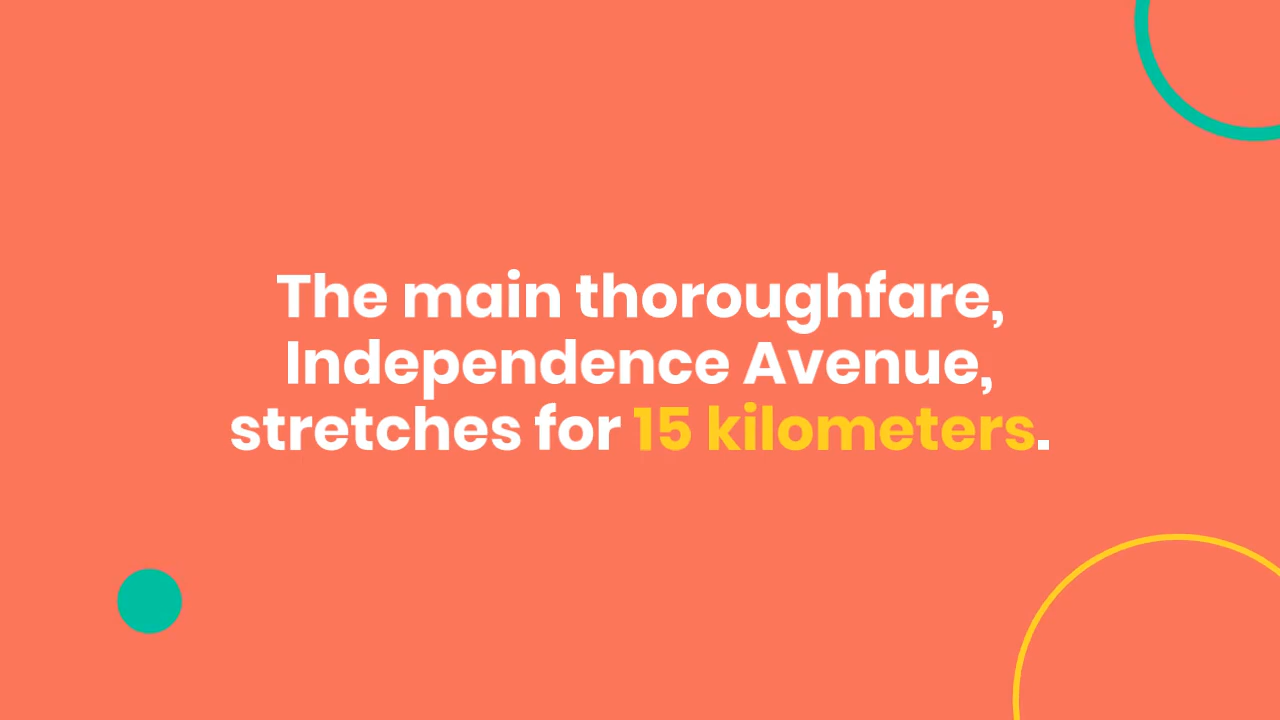 The main thoroughfare,
Independence Avenue,
stretches for 15 kilometers.